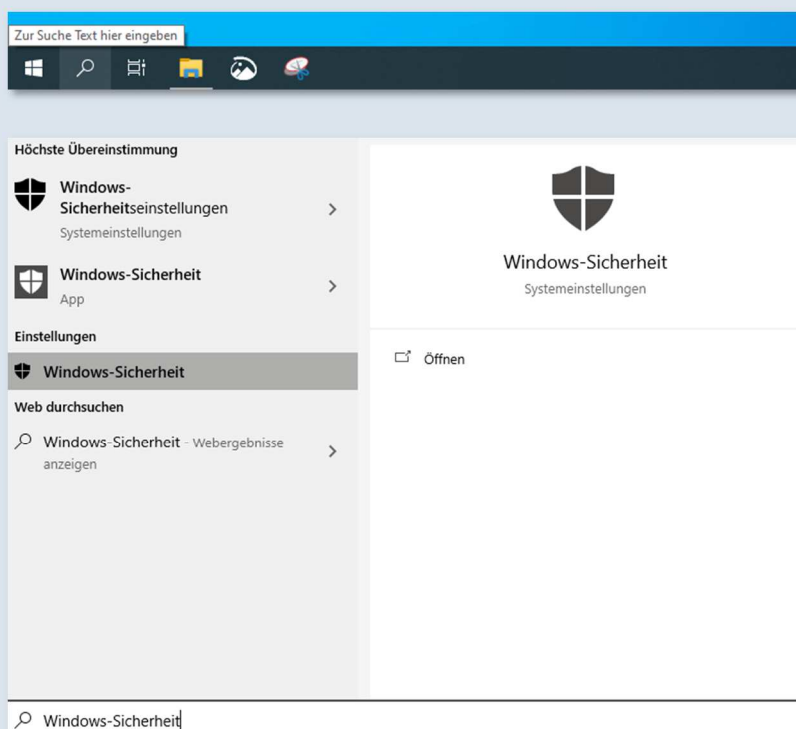 Zur Suche Text hier eingeben
Höchste Übereinstimmung
Windows-
Sicherheitseinstellungen
Systemeinstellungen
Windows-Sicherheit
App
Einstellungen
Windows-Sicherheit
Web durchsuchen
Windows-Sicherheit - Webergebnisse
anzeigen
Windows-Sicherheit
Systemeinstellungen
Öffnen
Windows-Sicherheit